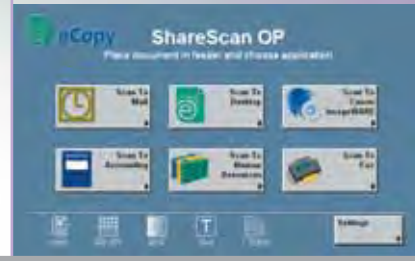 eCopy
ShareScan OP
Place document in feeder and choose application
Scan To
Mail
Scan To
Desktop
Scan To
Canon
imageWARE
Scan To
Accounting
Scan To
Human
Resources
Scan To
Fax
Settings